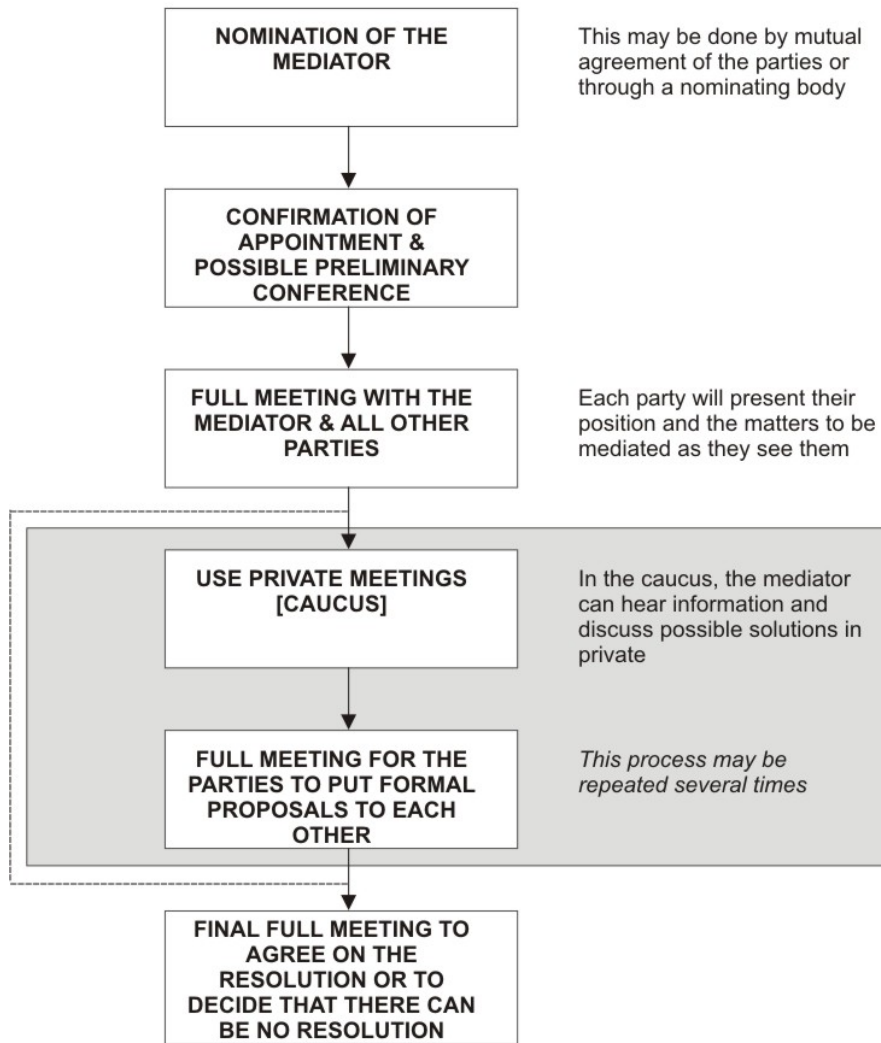 NOMINATION OF THE
MEDIATOR
This may be done by mutual
agreement of the parties or
through a nominating body
CONFIRMATION OF
APPOINTMENT &
POSSIBLE PRELIMINARY
CONFERENCE
FULL MEETING WITH THE
MEDIATOR & ALL OTHER
PARTIES
Each party will present their
position and the matters to be
mediated as they see them
USE PRIVATE MEETINGS
[CAUCUS]
In the caucus, the mediator
can hear information and
discuss possible solutions in
private
FULL MEETING FOR THE
PARTIES TO PUT FORMAL
PROPOSALS TO EACH
OTHER
This process may be
repeated several times
FINAL FULL MEETING TO
AGREE ON THE
RESOLUTION OR TO
DECIDE THAT THERE CAN
BE NO RESOLUTION